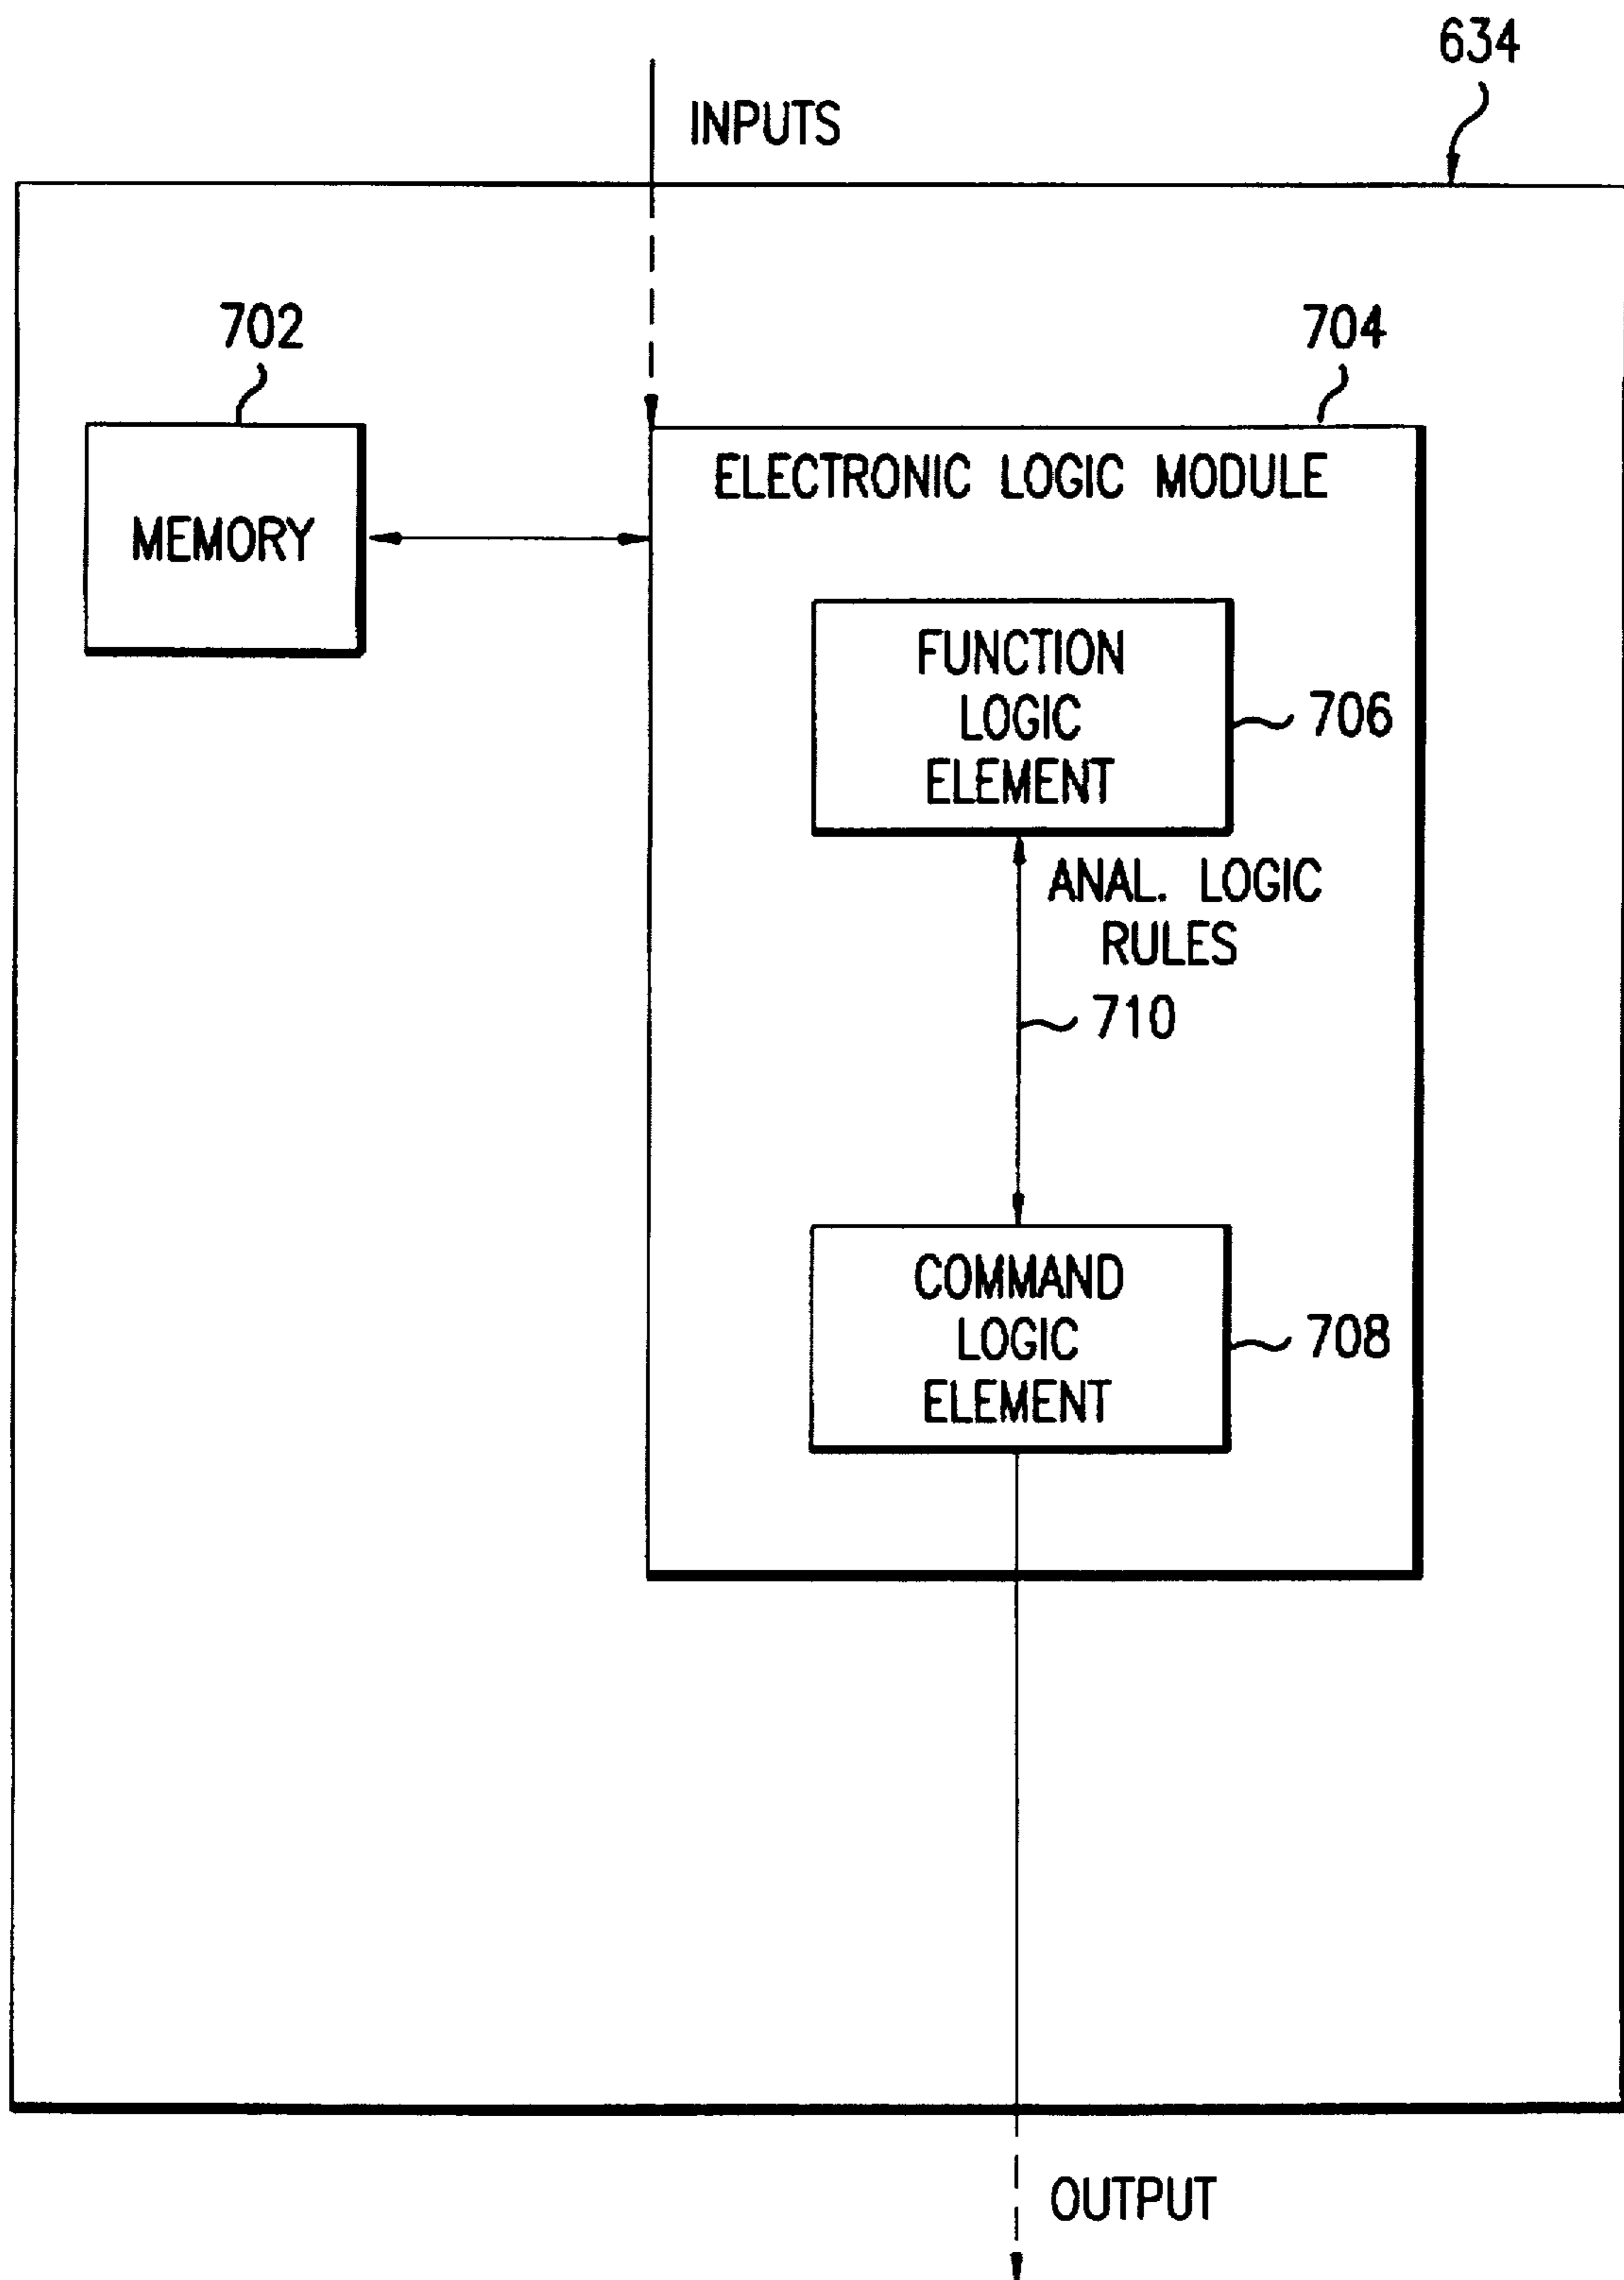 634
INPUTS
702
704
ELECTRONIC LOGIC MODULE
MEMORY
FUNCTION
LOGIC
ELEMENT
706
ANAL. LOGIC
RULES
710
COMMAND
LOGIC
ELEMENT
708
OUTPUT